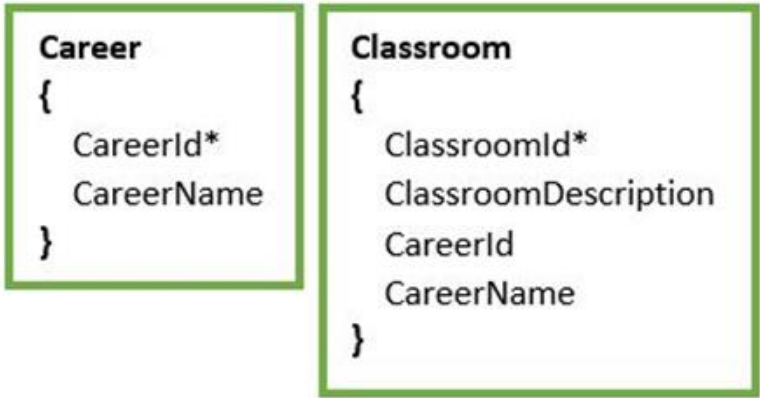 Career
{
CareerId*
CareerName
}
Classroom
{
ClassroomId*
ClassroomDescription
CareerId
CareerName
}